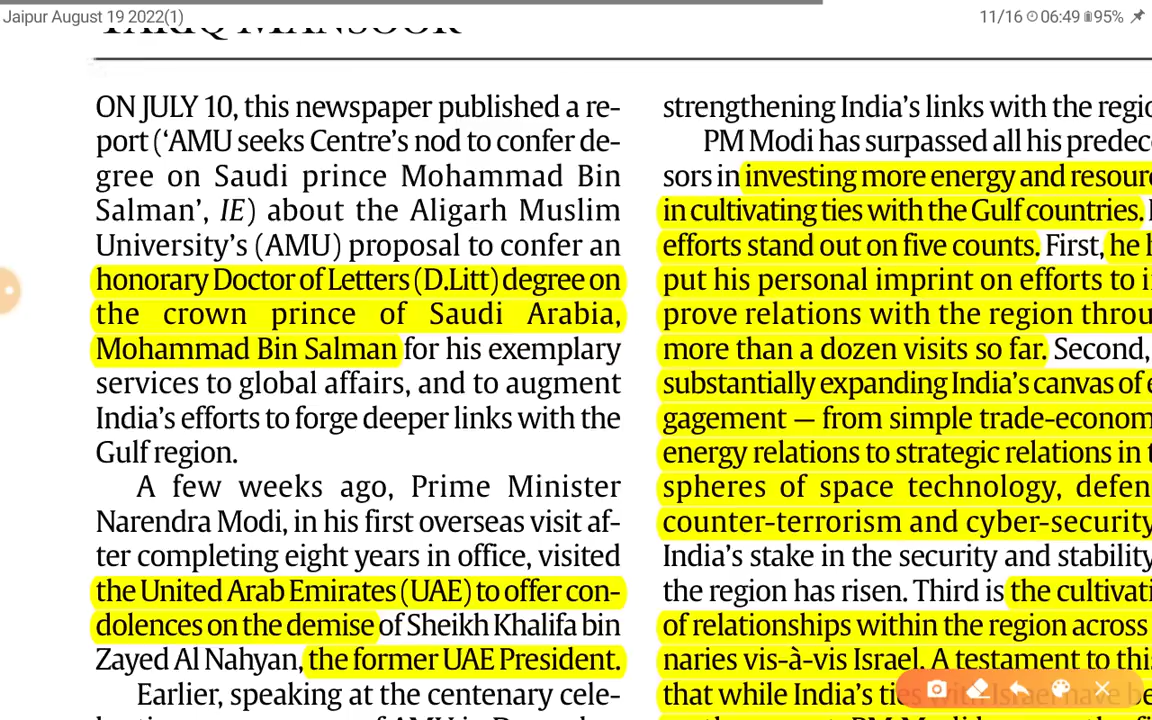 Jaipur August 19 2022(1)
11/16 06:49 95%
TARIQ MANSOOR
ON JULY 10, this newspaper published a re-
port (‘AMU seeks Centre’s nod to confer de-
gree on Saudi prince Mohammad Bin
Salman’, IE) about the Aligarh Muslim
University’s (AMU) proposal to confer an
honorary Doctor of Letters (D.Litt) degree on
the crown prince of Saudi Arabia,
Mohammad Bin Salman for his exemplary
services to global affairs, and to augment
India’s efforts to forge deeper links with the
Gulf region.
A few weeks ago, Prime Minister
Narendra Modi, in his first overseas visit af-
ter completing eight years in office, visited
the United Arab Emirates (UAE) to offer con-
dolences on the demise of Sheikh Khalifa bin
Zayed Al Nahyan, the former UAE President.
Earlier, speaking at the centenary cele-
strengthening India’s links with the regio
PM Modi has surpassed all his predec
sors in investing more energy and resour
in cultivating ties with the Gulf countries.
efforts stand out on five counts. First, he h
put his personal imprint on efforts to i
prove relations with the region throu
more than a dozen visits so far. Second,
substantially expanding India’s canvas of e
gagement — from simple trade-econom
energy relations to strategic relations in t
spheres of space technology, defen
counter-terrorism and cyber-security
India’s stake in the security and stability
the region has risen. Third is the cultivati
of relationships within the region across
naries vis-à-vis Israel. A testament to this
that while India’s ties with Israel have be